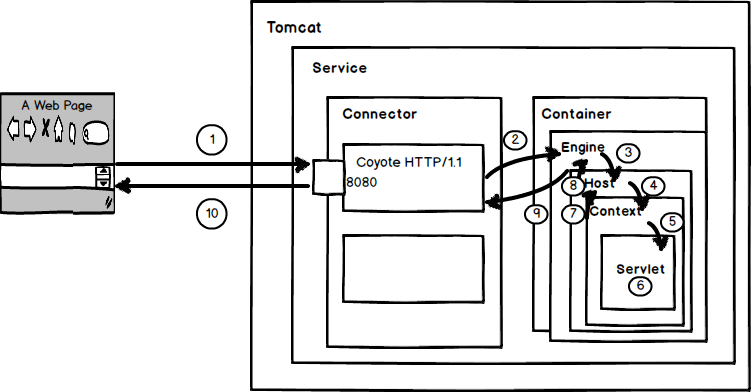 Tomcat
Service
A Web Page
Connector
Container
1
2
Coyote HTTP/1.1
Engine
3
8080
8
Host
4
10
9
7
Context
5
Servlet
6